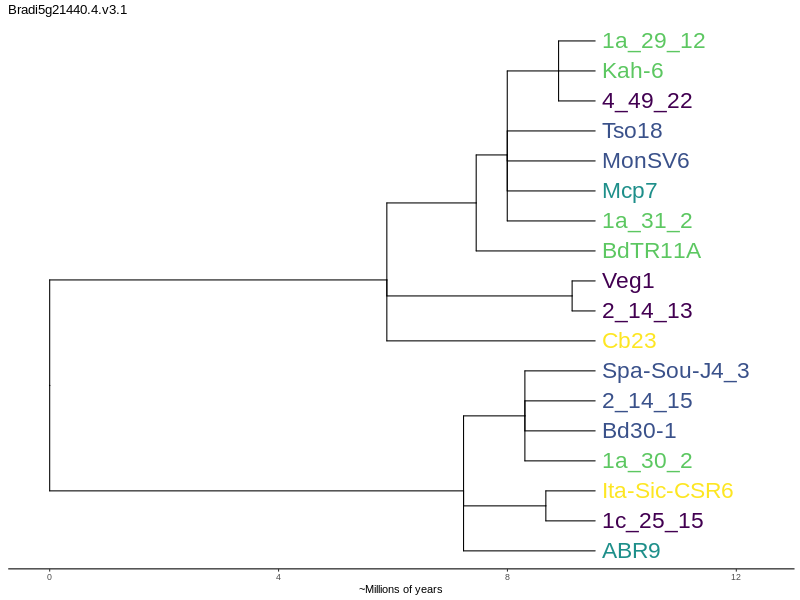 Bradi5g21440.4.v3.1
1a_29_12
Kah-6
4_49_22
Tso18
MonSV6
Mcp7
1a_31_2
BdTR11A
Veg1
2_14_13
Cb23
Spa-Sou-J4_3
2_14_15
Bd30-1
1a_30_2
Ita-Sic-CSR6
1c_25_15
ABR9
0 4 8 12
~Millions of years